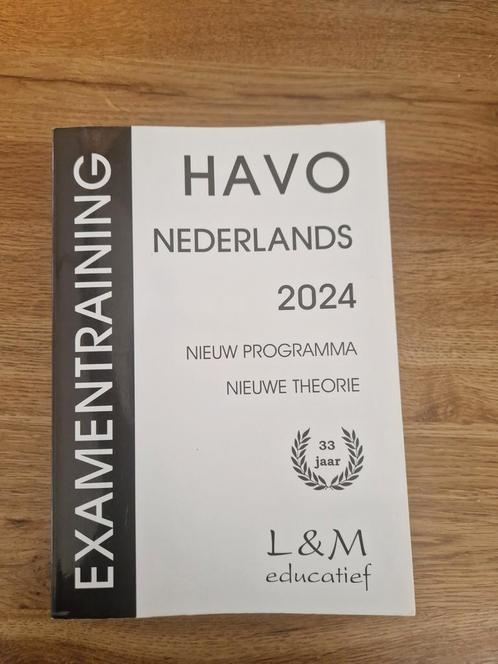 EXAMENTRAINING
HAVO
NEDERLANDS
2024
NIEUW PROGRAMMA
NIEUWE THEORIE
33
jaar
L&M
educatief